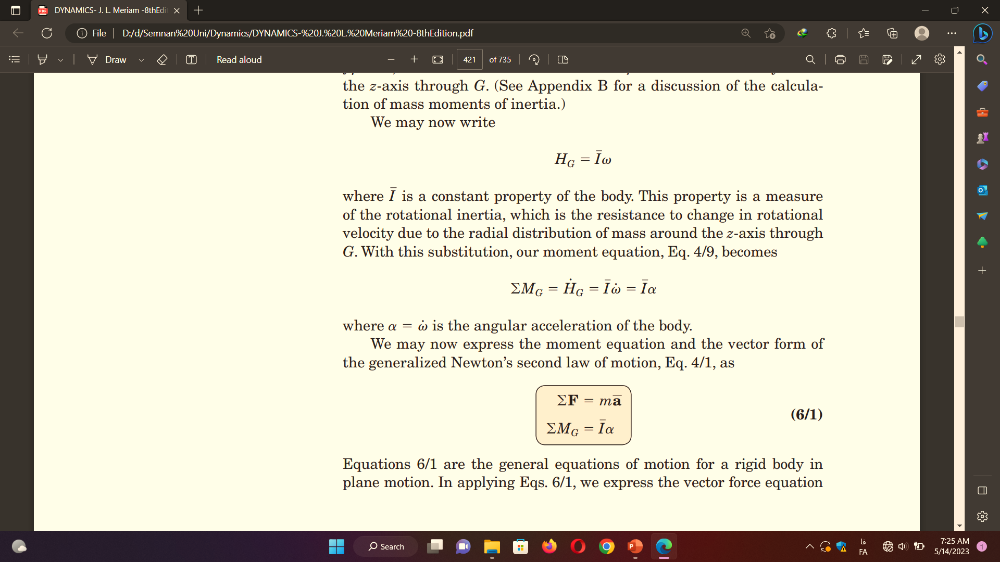 DYNAMICS- J. L. Meriam -8thEdi
File
D:/d/Semnan%20Uni/Dynamics/DYNAMICS-%20J.%20L.%20Meriam%20-8thEdition.pdf
Draw
Read aloud
421 of 735
the z-axis through G. (See Appendix B for a discussion of the calcula-
tion of mass moments of inertia.)
We may now write
H_G = Īω
where Ī is a constant property of the body. This property is a measure
of the rotational inertia, which is the resistance to change in rotational
velocity due to the radial distribution of mass around the z-axis through
G. With this substitution, our moment equation, Eq. 4/9, becomes
ΣM_G = Ḣ_G = Īω̇ = Īα
where α = ω̇ is the angular acceleration of the body.
We may now express the moment equation and the vector form of
the generalized Newton's second law of motion, Eq. 4/1, as
ΣF = mā
ΣM_G = Īα
(6/1)
Equations 6/1 are the general equations of motion for a rigid body in
plane motion. In applying Eqs. 6/1, we express the vector force equation
Search
فا
FA
7:25 AM
5/14/2023
1